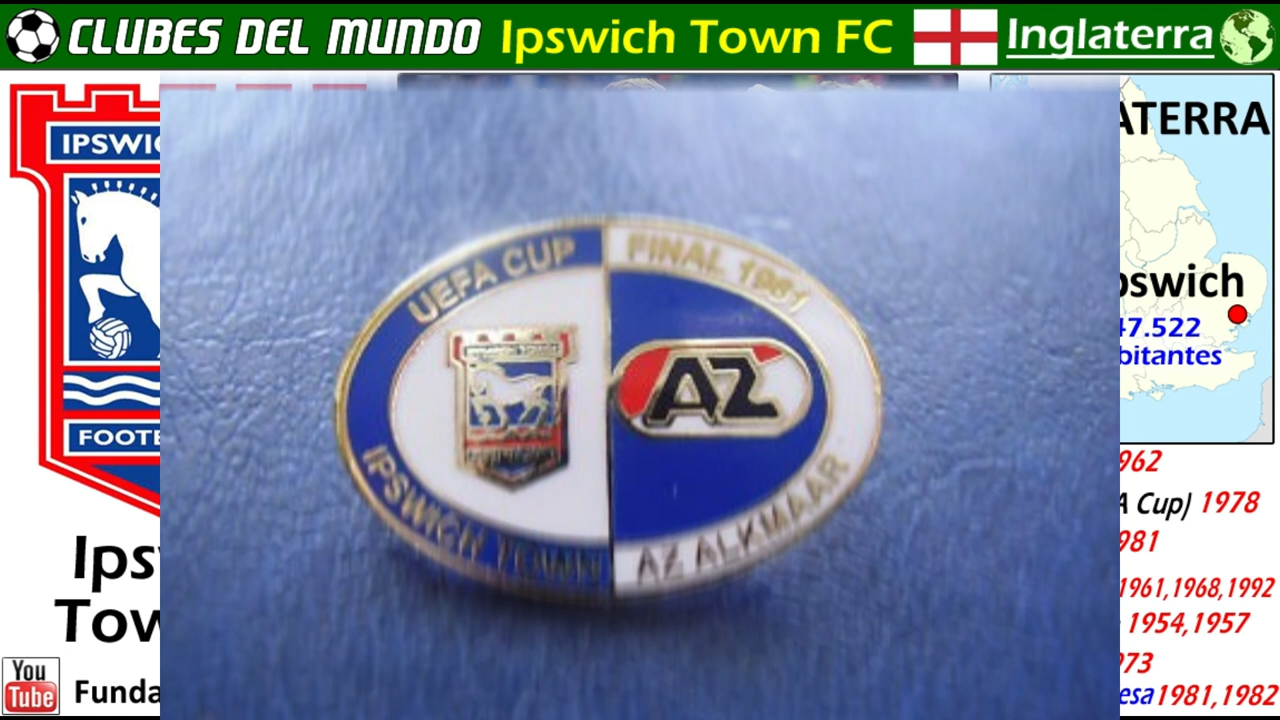 CLUBES DEL MUNDO Ipswich Town FC Inglaterra
IPSWIC
FOOTB
Ips
Tow
You
Tube
Funda
UEFA CUP
FINAL 1981
AZ
IPSWICH TOWN
AZ ALKMAAR
ATERRA
pswich
47.522
bitantes
962
A Cup) 1978
981
1961,1968,1992
1954,1957
973
esa 1981,1982